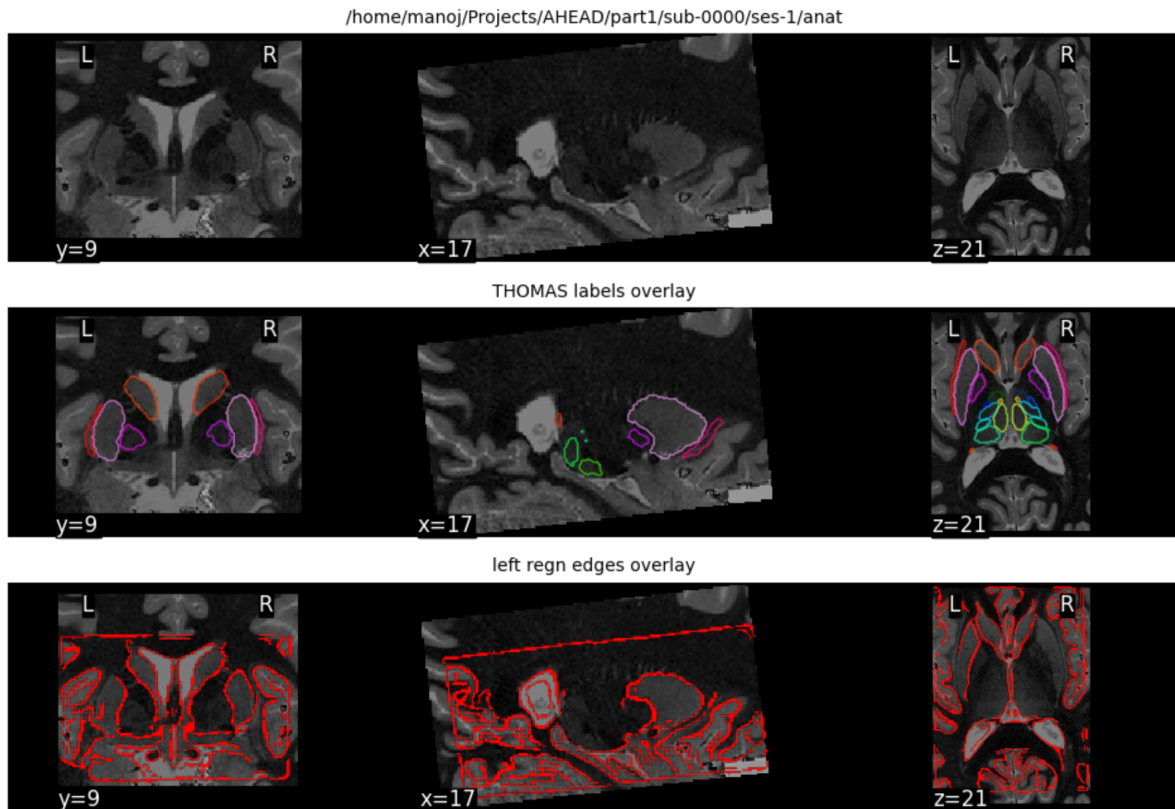 /home/manoj/Projects/AHEAD/part1/sub-0000/ses-1/anat
L R L R
y=9 x=17 z=21
THOMAS labels overlay
L R L R
y=9 x=17 z=21
left regn edges overlay
L R L R
y=9 x=17 z=21